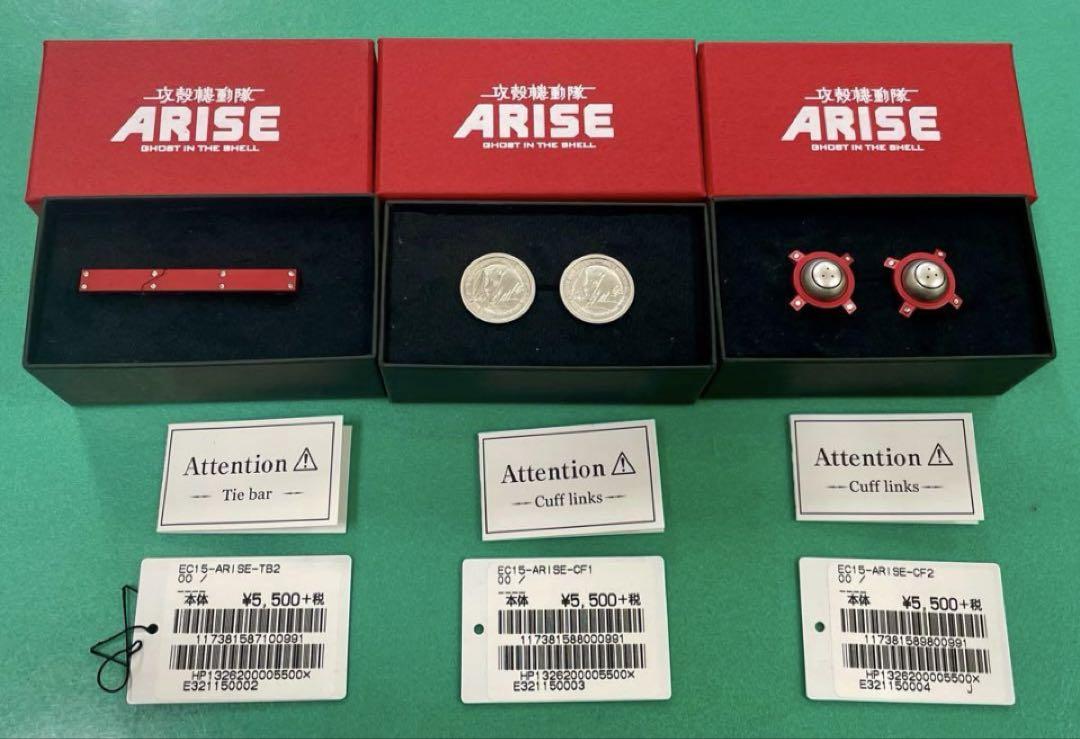 攻殻機動隊
ARISE
GHOST IN THE SHELL
攻殻機動隊
ARISE
GHOST IN THE SHELL
攻殻機動隊
ARISE
GHOST IN THE SHELL
Attention
Tie bar
Attention
Cuff links
Attention
Cuff links
EC15-ARISE-TB2
00 /
本体 ¥5,500+税
117381587100991
HP1326200005500×
E321150002
EC15-ARISE-CF1
00 /
本体 ¥5,500+税
117381588000991
HP1326200005500×
E321150003
EC15-ARISE-CF2
00 /
本体 ¥5,500+税
117381589800991
HP1326200005500×
E321150004 J